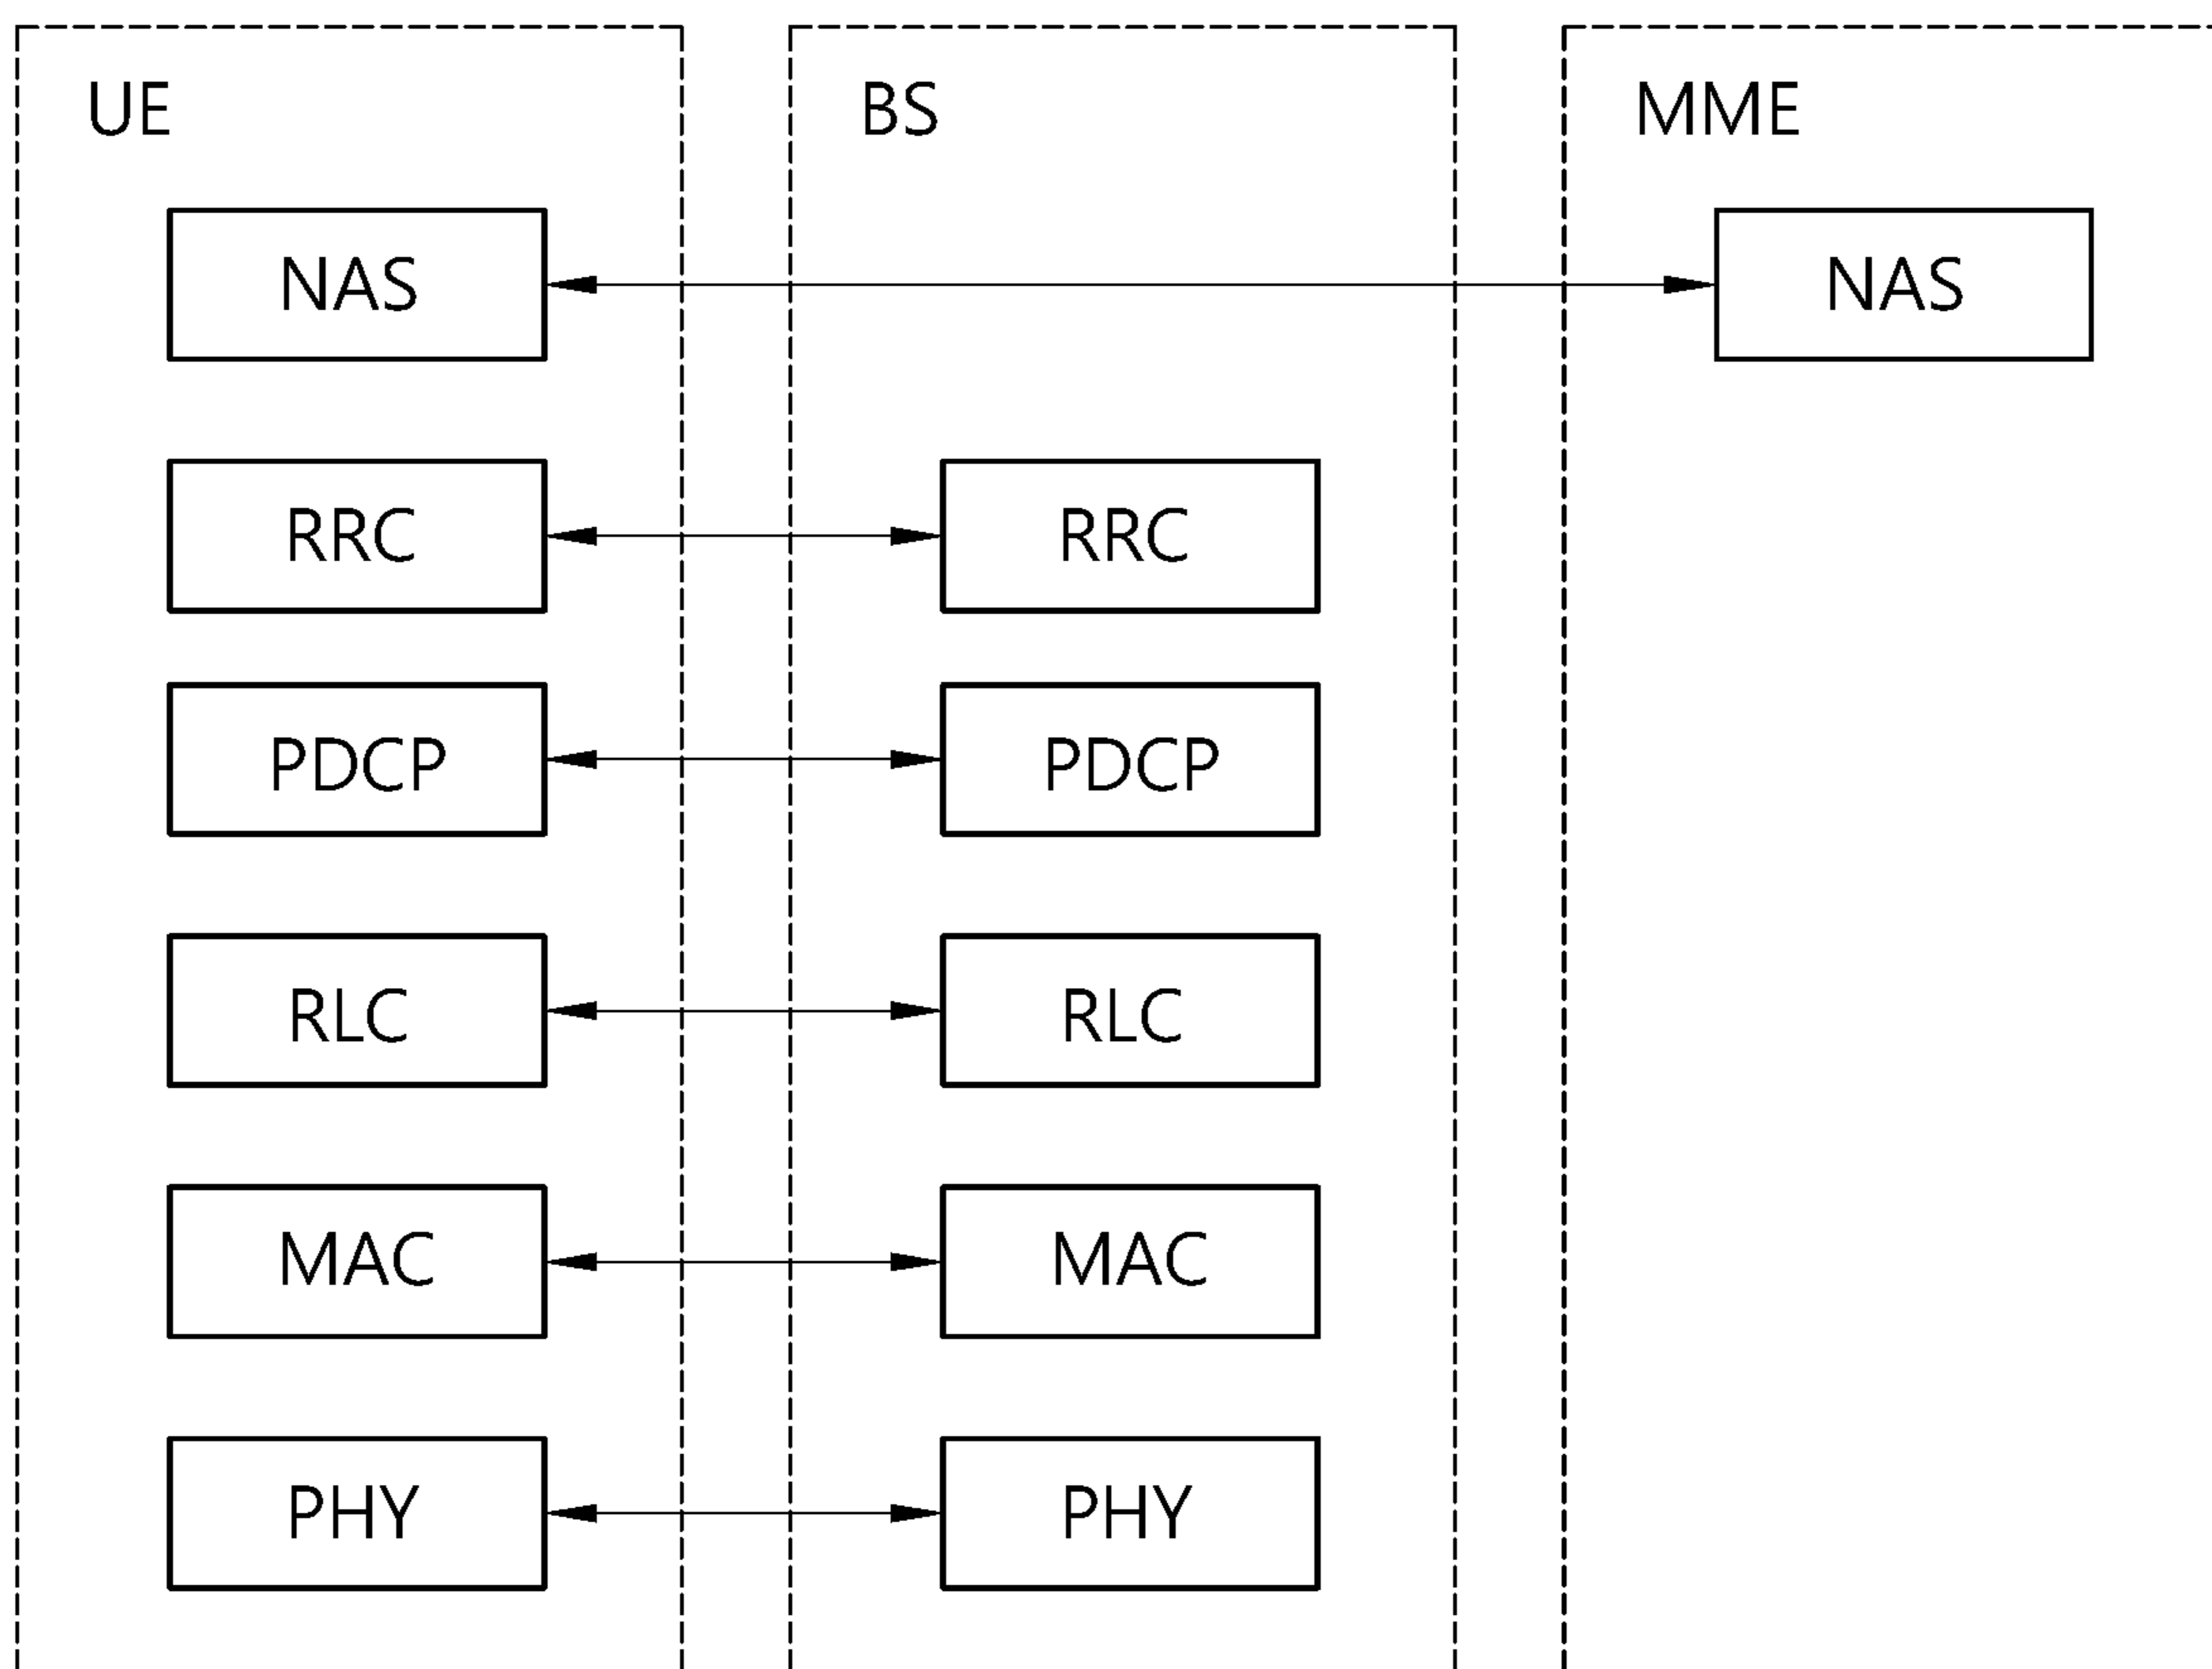 UE BS MME
NAS NAS
RRC RRC
PDCP PDCP
RLC RLC
MAC MAC
PHY PHY